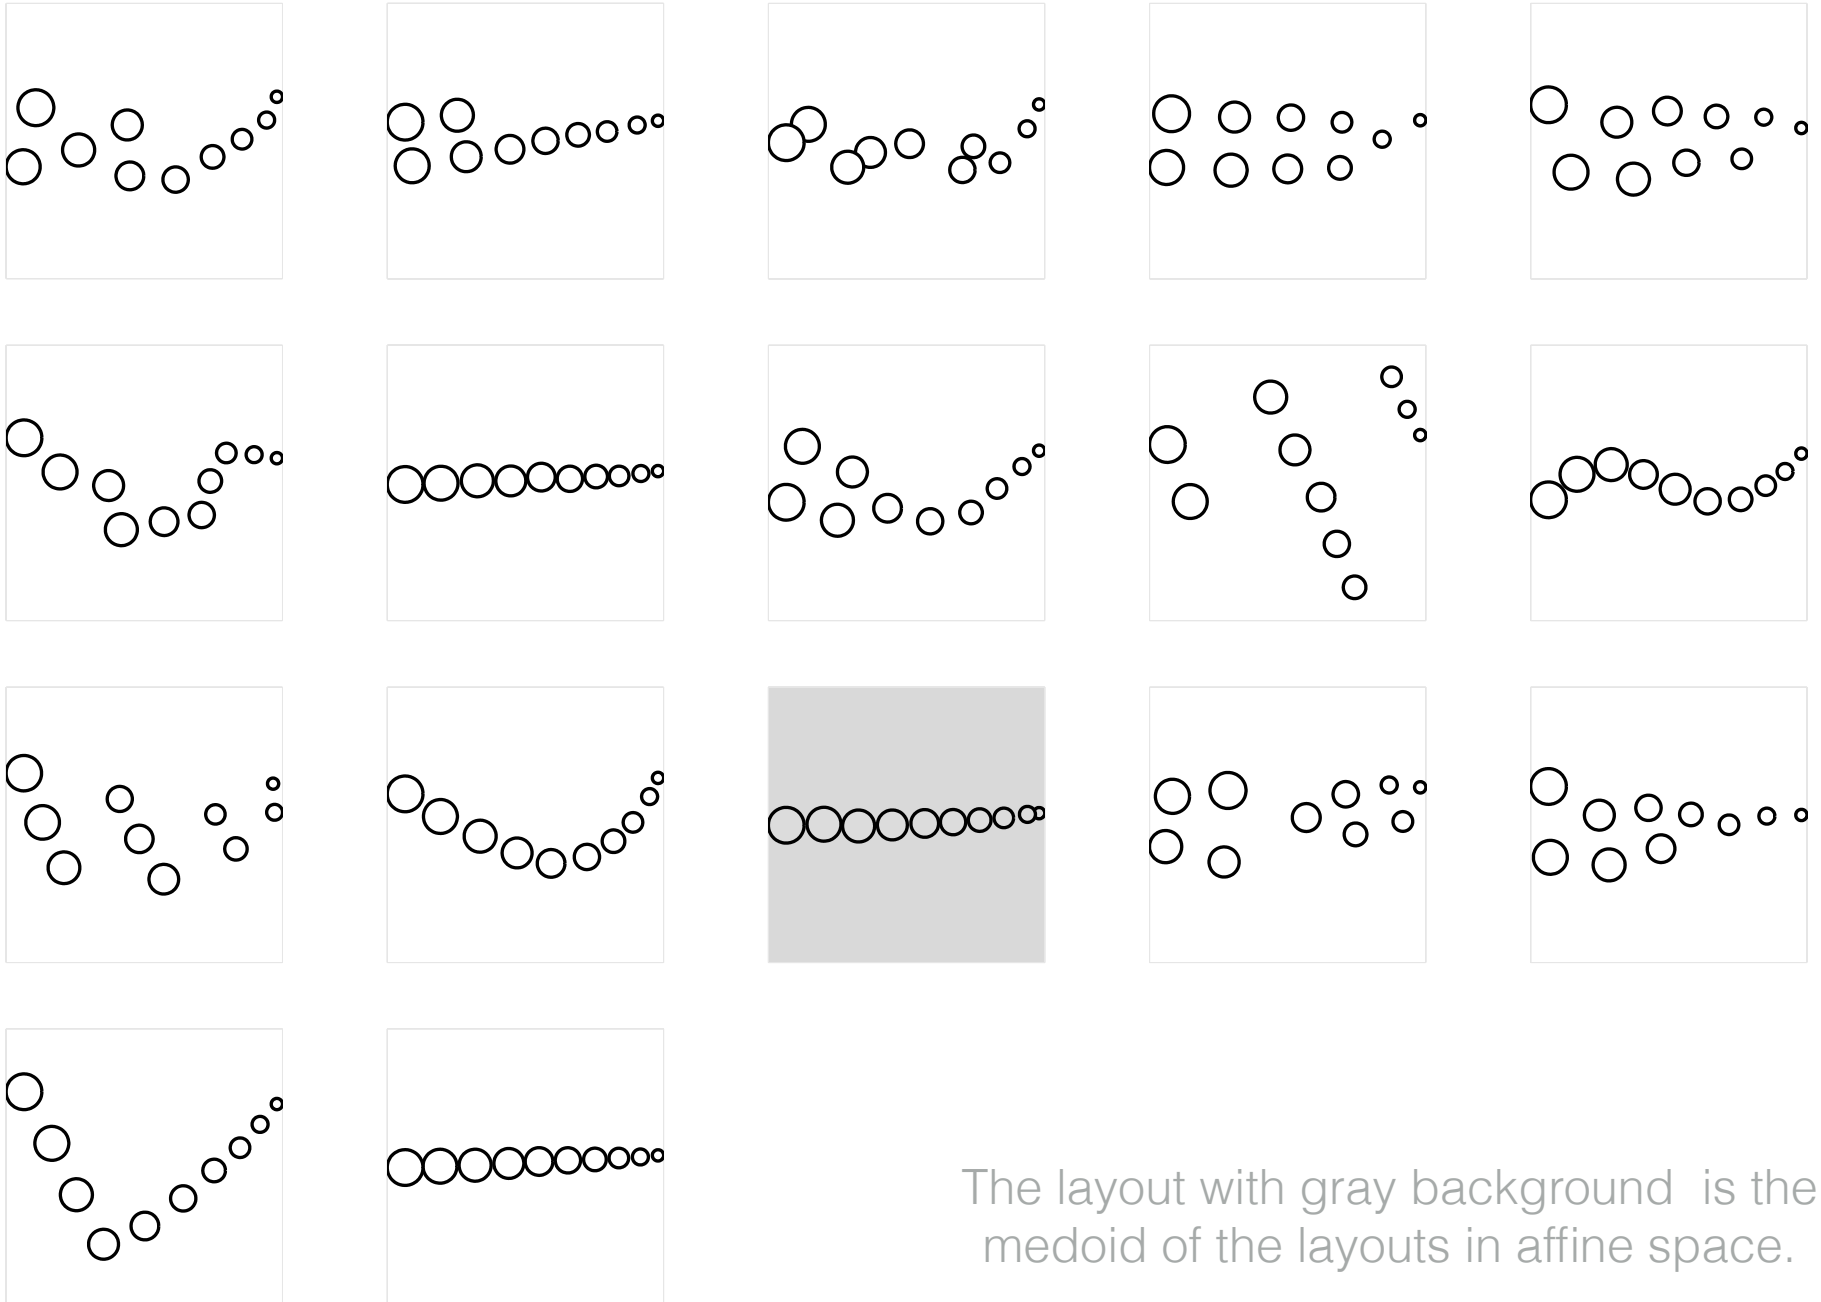 The layout with gray background  is the
medoid of the layouts in affine space.